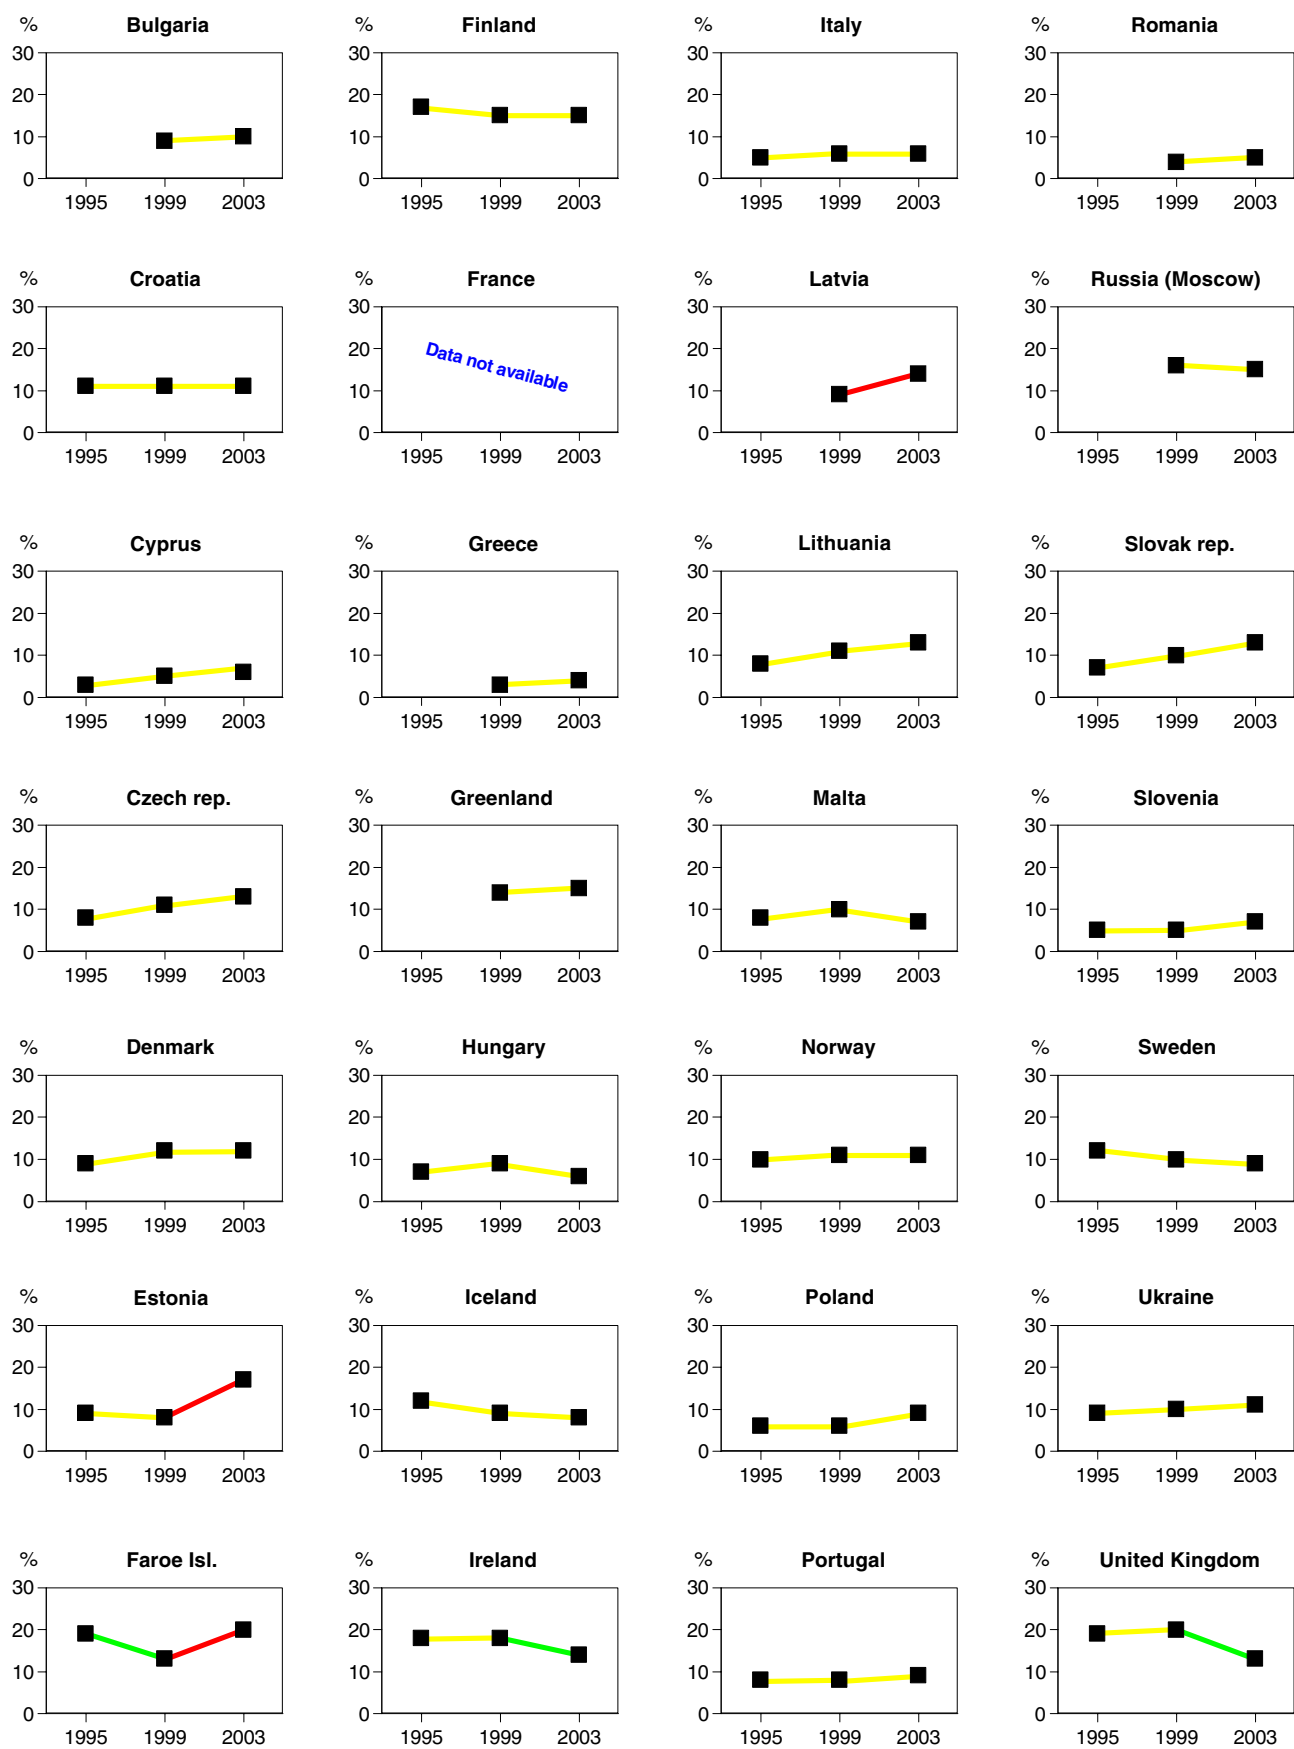 % Bulgaria % Finland % Italy % Romania
30 30 30 30
20 20 20 20
10 10 10 10
0 0 0 0
1995 1999 2003 1995 1999 2003 1995 1999 2003 1995 1999 2003
% Croatia % France % Latvia % Russia (Moscow)
30 30 30 30
20 20 20 20
Data not available
10 10 10 10
0 0 0 0
1995 1999 2003 1995 1999 2003 1995 1999 2003 1995 1999 2003
% Cyprus % Greece % Lithuania % Slovak rep.
30 30 30 30
20 20 20 20
10 10 10 10
0 0 0 0
1995 1999 2003 1995 1999 2003 1995 1999 2003 1995 1999 2003
% Czech rep. % Greenland % Malta % Slovenia
30 30 30 30
20 20 20 20
10 10 10 10
0 0 0 0
1995 1999 2003 1995 1999 2003 1995 1999 2003 1995 1999 2003
% Denmark % Hungary % Norway % Sweden
30 30 30 30
20 20 20 20
10 10 10 10
0 0 0 0
1995 1999 2003 1995 1999 2003 1995 1999 2003 1995 1999 2003
% Estonia % Iceland % Poland % Ukraine
30 30 30 30
20 20 20 20
10 10 10 10
0 0 0 0
1995 1999 2003 1995 1999 2003 1995 1999 2003 1995 1999 2003
% Faroe Isl. % Ireland % Portugal % United Kingdom
30 30 30 30
20 20 20 20
10 10 10 10
0 0 0 0
1995 1999 2003 1995 1999 2003 1995 1999 2003 1995 1999 2003